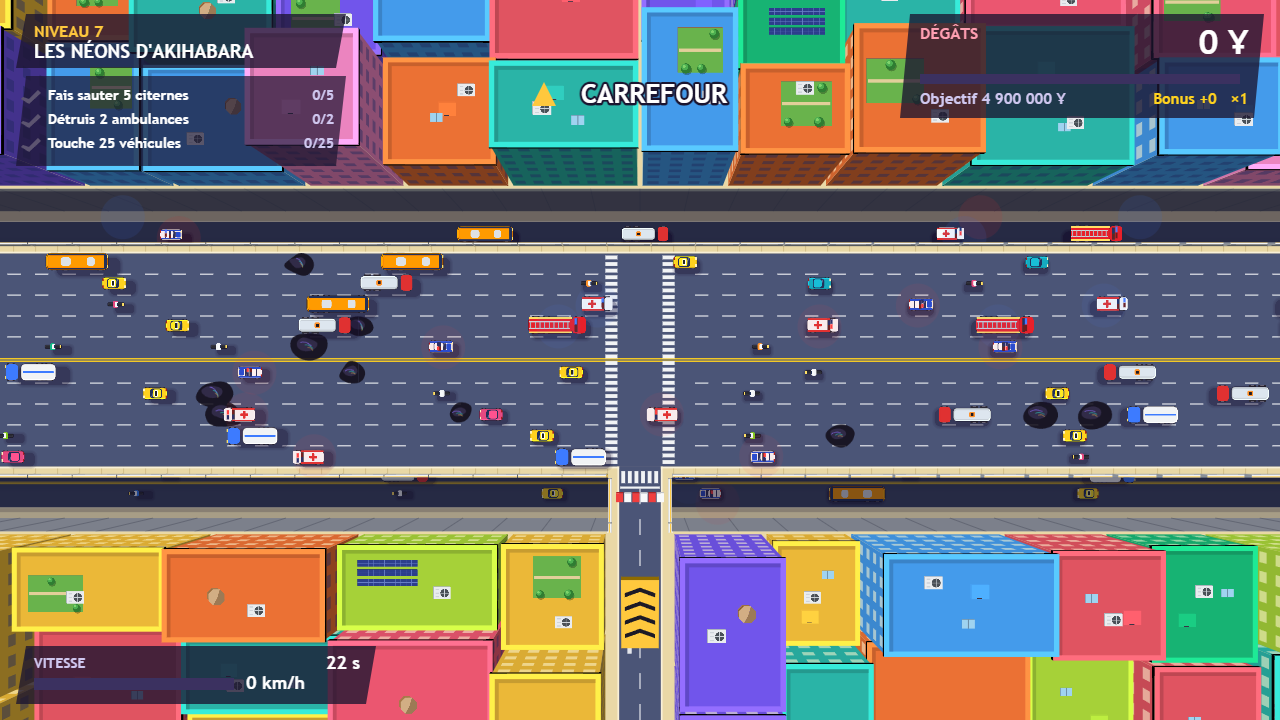 NIVEAU 7
LES NÉONS D'AKIHABARA
Fais sauter 5 citernes 0/5
Détruis 2 ambulances 0/2
Touche 25 véhicules 0/25
CARREFOUR
DÉGÂTS
0 ¥
Objectif 4 900 000 ¥ Bonus +0 ×1
VITESSE
22 s
0 km/h